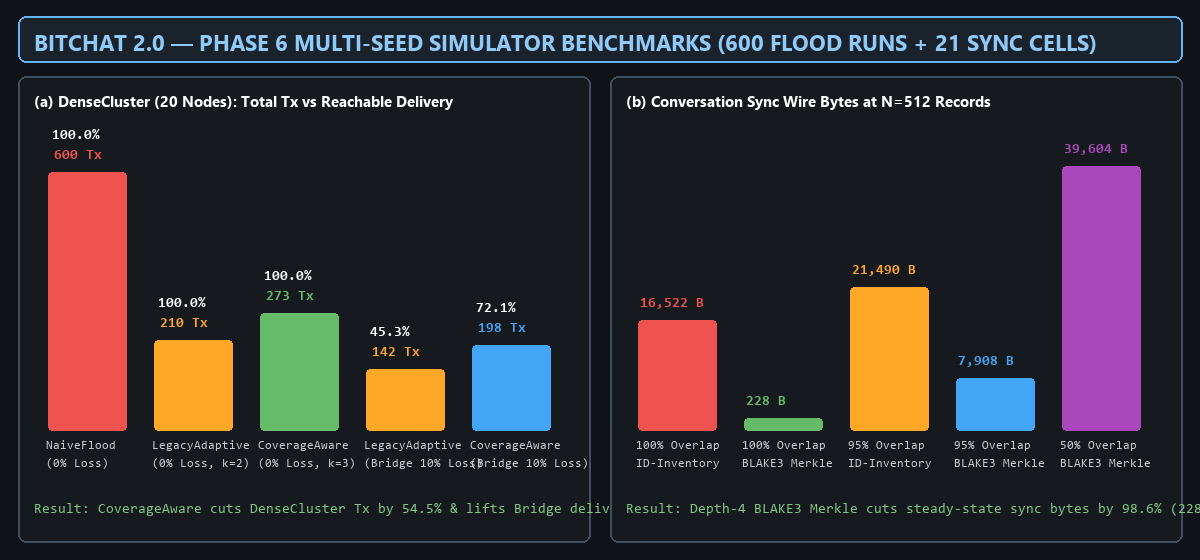 BITCHAT 2.0 — PHASE 6 MULTI-SEED SIMULATOR BENCHMARKS (600 FLOOD RUNS + 21 SYNC CELLS)
(a) DenseCluster (20 Nodes): Total Tx vs Reachable Delivery
100.0%
600 Tx
100.0%
210 Tx
100.0%
273 Tx
45.3%
142 Tx
72.1%
198 Tx
NaiveFlood
(0% Loss)
LegacyAdaptive
(0% Loss, k=2)
CoverageAware
(0% Loss, k=3)
LegacyAdaptive
(Bridge 10% Loss)
CoverageAware
(Bridge 10% Loss)
Result: CoverageAware cuts DenseCluster Tx by 54.5% & lifts Bridge deliv
(b) Conversation Sync Wire Bytes at N=512 Records
16,522 B
228 B
21,490 B
7,908 B
39,604 B
100% Overlap
ID-Inventory
100% Overlap
BLAKE3 Merkle
95% Overlap
ID-Inventory
95% Overlap
BLAKE3 Merkle
50% Overlap
BLAKE3 Merkle
Result: Depth-4 BLAKE3 Merkle cuts steady-state sync bytes by 98.6% (228